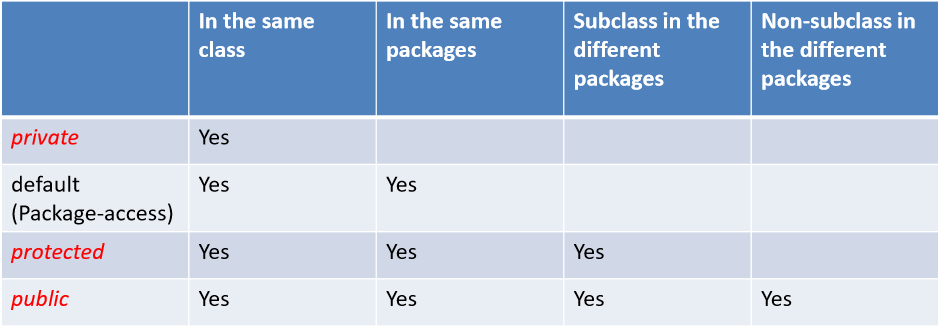 In the same class
In the same packages
Subclass in the different packages
Non-subclass in the different packages
private
Yes
default (Package-access)
Yes
Yes
protected
Yes
Yes
Yes
public
Yes
Yes
Yes
Yes